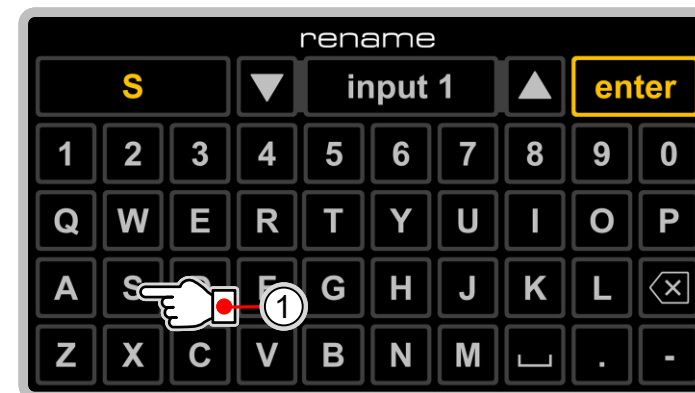 rename
S input 1 enter
1 2 3 4 5 6 7 8 9 0
Q W E R T Y U I O P
A S 1 G H J K L
Z X C V B N M . -